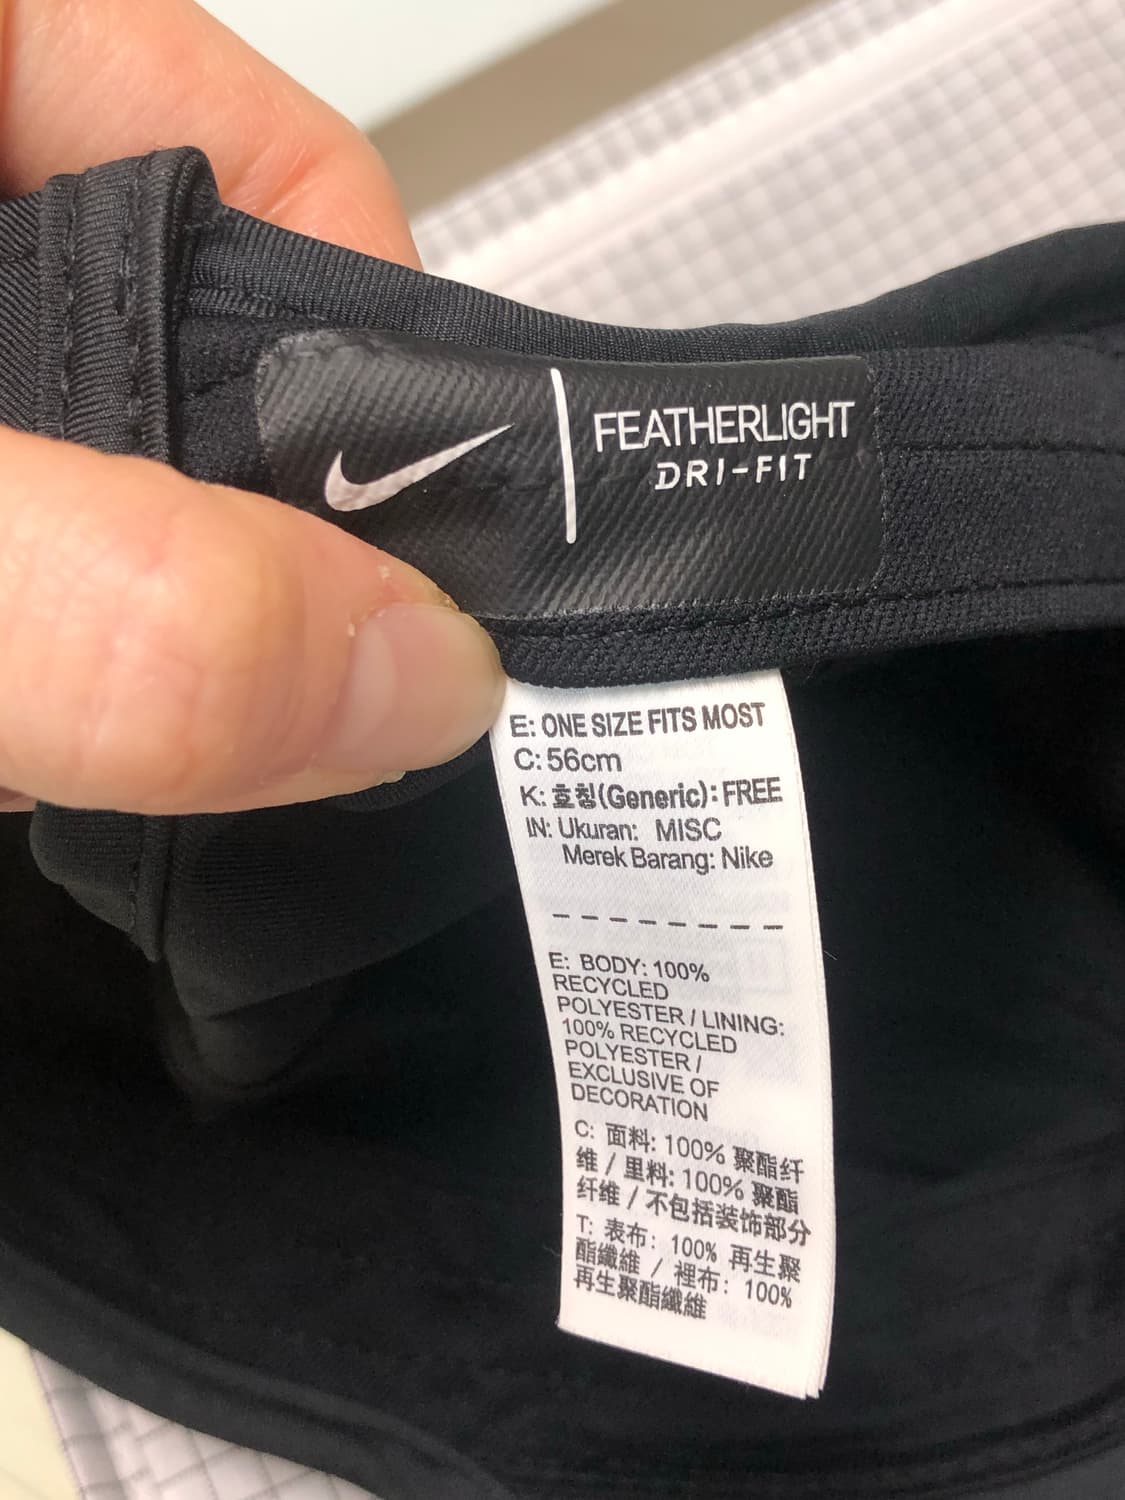 FEATHERLIGHT
DRI-FIT
E: ONE SIZE FITS MOST
C: 56cm
K: 호칭(Generic): FREE
IN: Ukuran: MISC
Merek Barang: Nike
E: BODY: 100%
RECYCLED
POLYESTER / LINING:
100% RECYCLED
POLYESTER /
EXCLUSIVE OF
DECORATION
C: 面料: 100% 聚酯纤
维 / 里料: 100% 聚酯
纤维 / 不包括装饰部分
T: 表布: 100% 再生聚
酯纖維 / 裡布: 100%
再生聚酯纖維